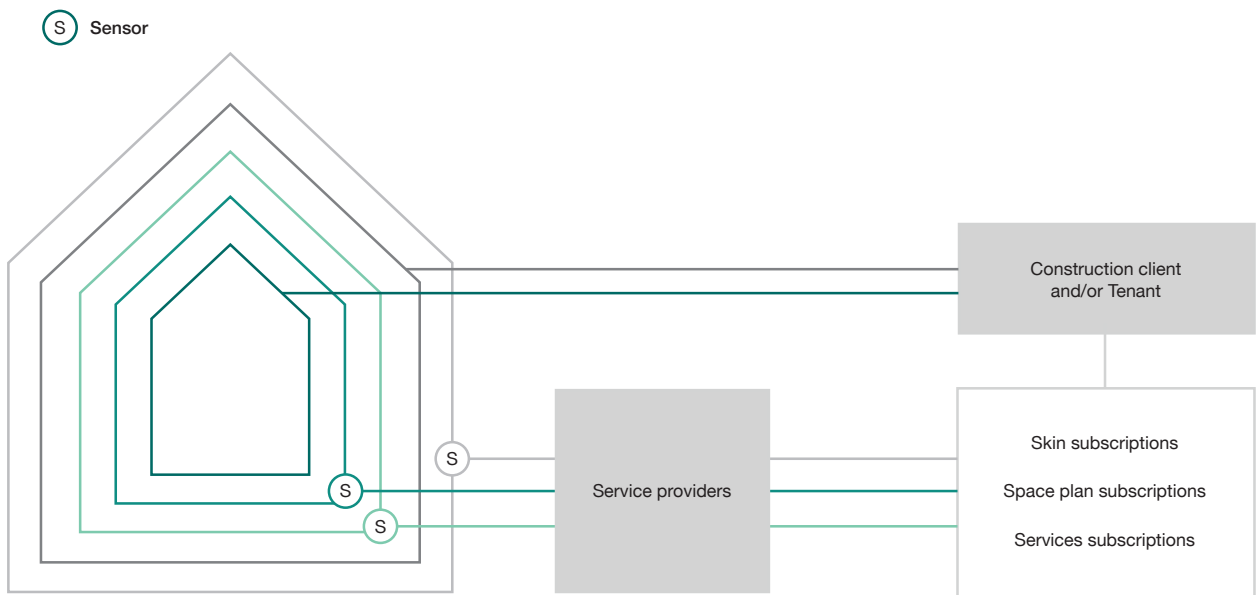 S Sensor
Construction client
and/or Tenant
S
Skin subscriptions
S
Service providers
Space plan subscriptions
S
Services subscriptions